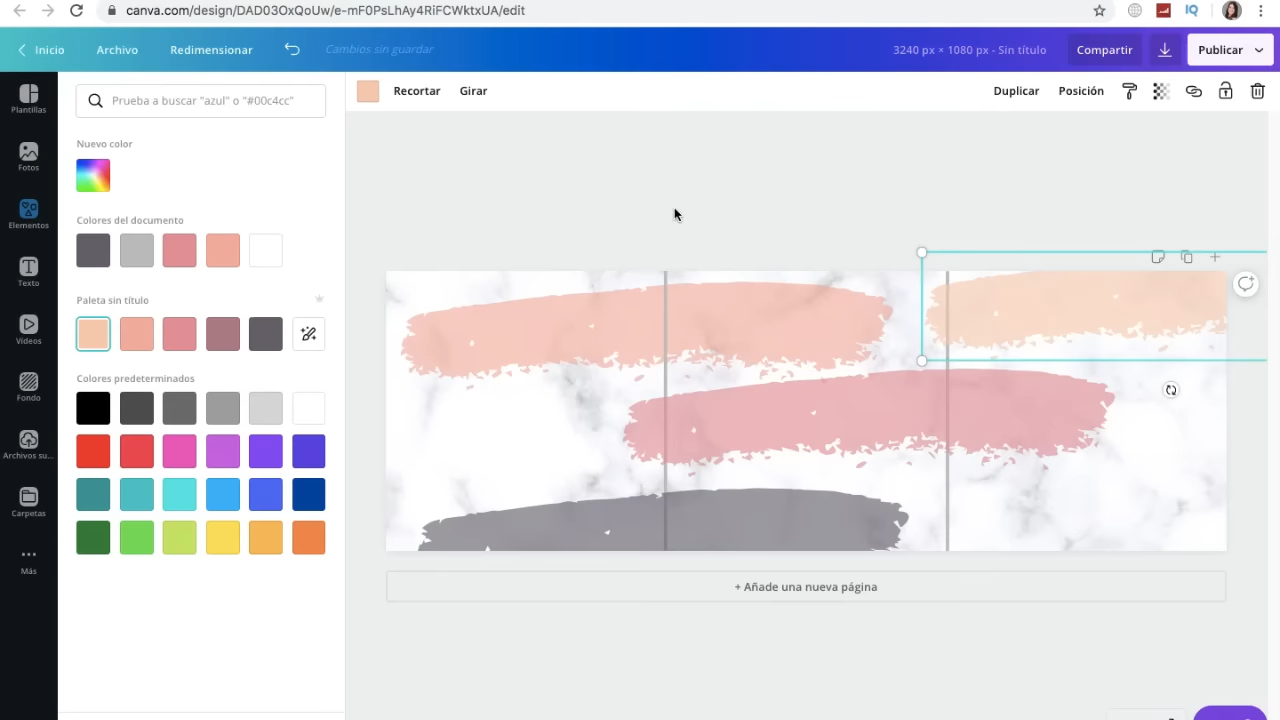 canva.com/design/DAD03OxQoUw/e-mF0PsLhAy4RiFCWktxUA/edit
Inicio
Archivo
Redimensionar
Cambios sin guardar
3240 px × 1080 px - Sin título
Compartir
Publicar
Plantillas
Fotos
Elementos
Texto
Vídeos
Fondo
Archivos su...
Carpetas
Más
Prueba a buscar "azul" o "#00c4cc"
Nuevo color
Colores del documento
Paleta sin título
Colores predeterminados
Recortar
Girar
Duplicar
Posición
+ Añade una nueva página